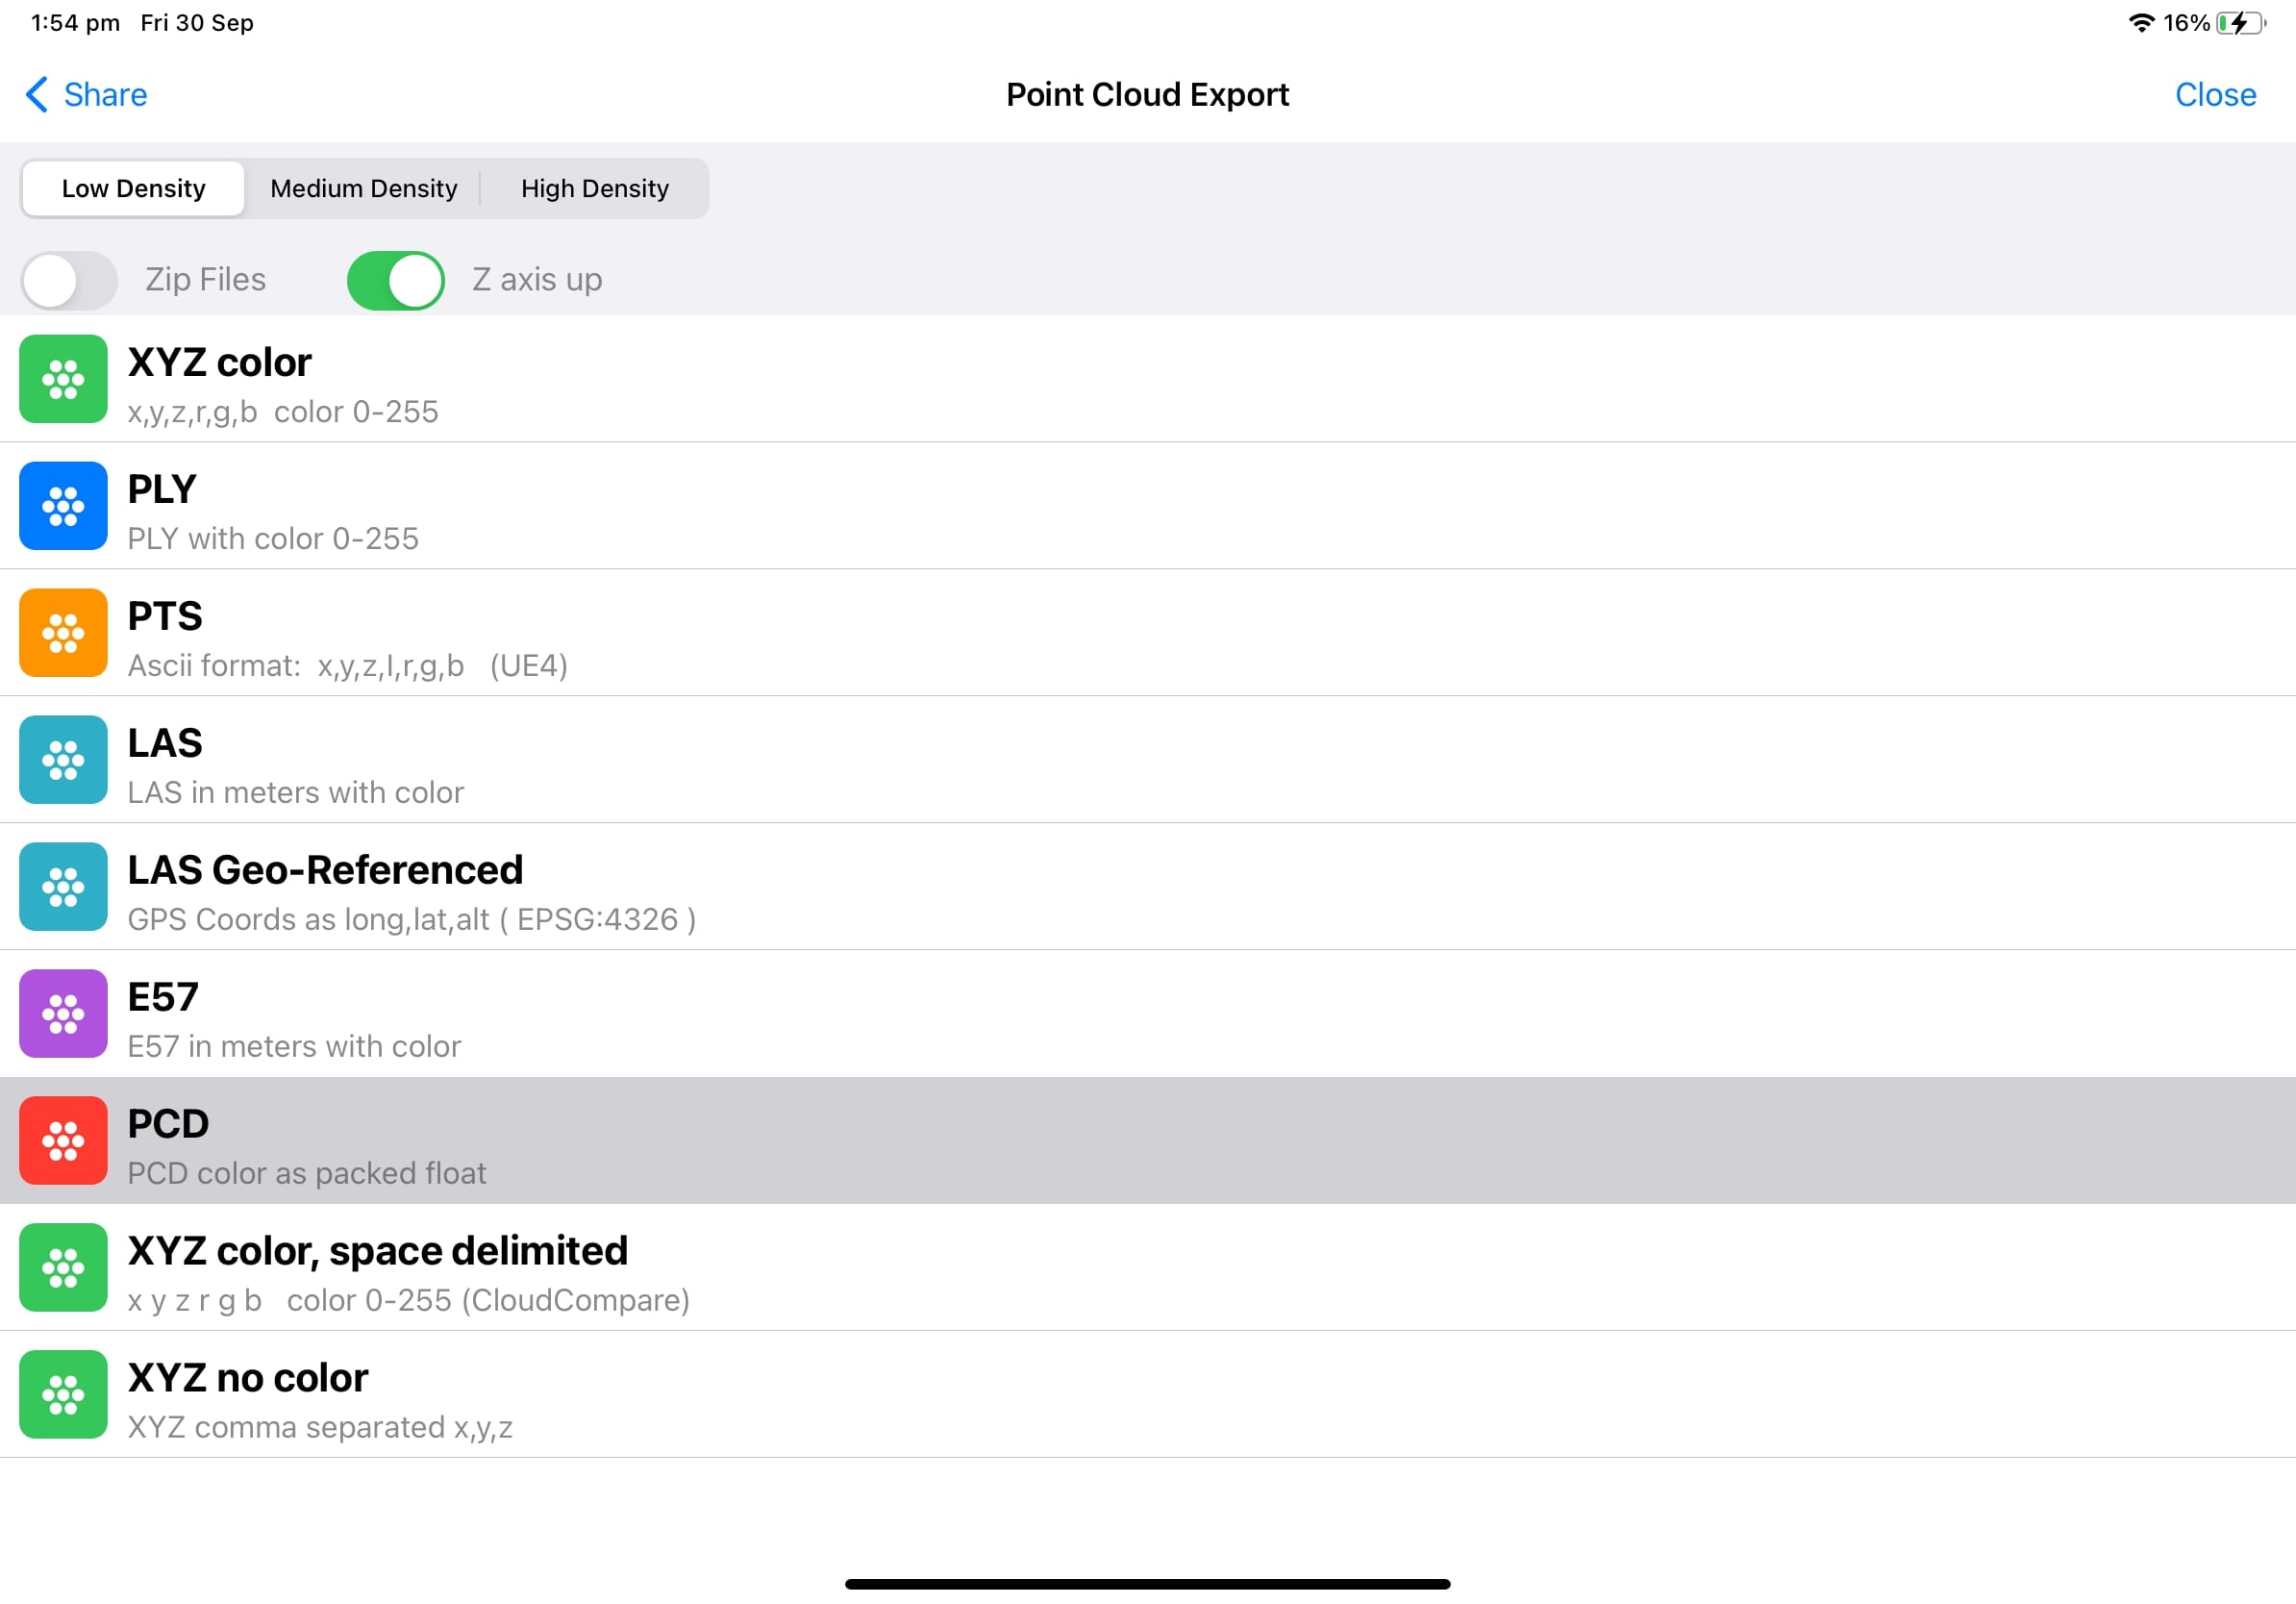 1:54 pm Fri 30 Sep 16%
Share Point Cloud Export Close
Low Density Medium Density High Density
Zip Files Z axis up
XYZ color
x,y,z,r,g,b color 0-255
PLY
PLY with color 0-255
PTS
Ascii format: x,y,z,I,r,g,b (UE4)
LAS
LAS in meters with color
LAS Geo-Referenced
GPS Coords as long,lat,alt ( EPSG:4326 )
E57
E57 in meters with color
PCD
PCD color as packed float
XYZ color, space delimited
x y z r g b color 0-255 (CloudCompare)
XYZ no color
XYZ comma separated x,y,z